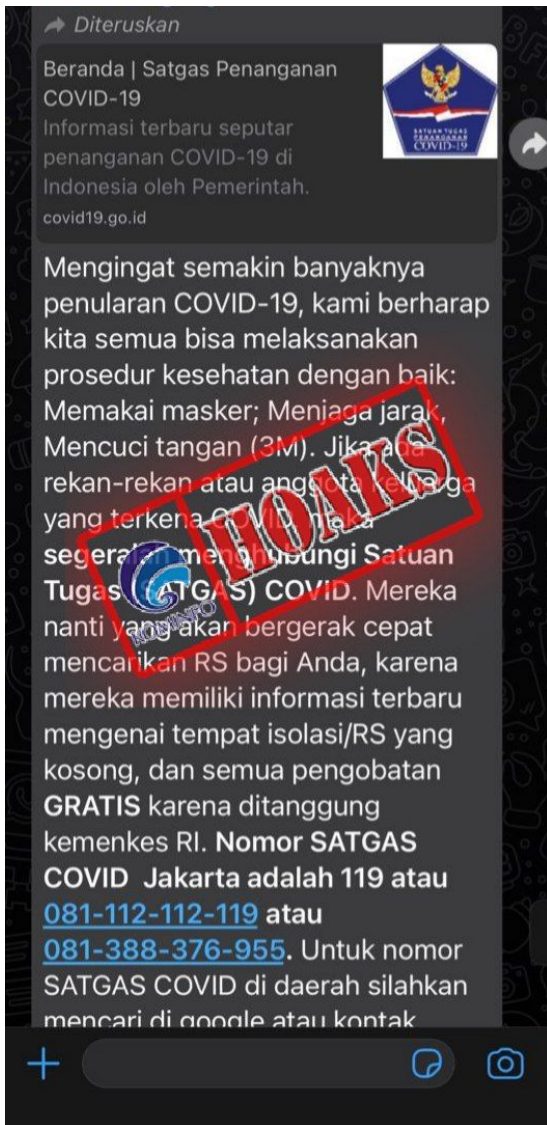 Diteruskan
Beranda | Satgas Penanganan
COVID-19
Informasi terbaru seputar
penanganan COVID-19 di
Indonesia oleh Pemerintah.
covid19.go.id
SATUAN TUGAS
PENANGANAN
COVID-19
Mengingat semakin banyaknya
penularan COVID-19, kami berharap
kita semua bisa melaksanakan
prosedur kesehatan dengan baik:
Memakai masker; Menjaga jarak,
Mencuci tangan (3M). Jika ada
rekan-rekan atau anggota keluarga
yang terkena COVID, maka
segeralah menghubungi Satuan
Tugas (SATGAS) COVID. Mereka
nanti yang akan bergerak cepat
mencarikan RS bagi Anda, karena
mereka memiliki informasi terbaru
mengenai tempat isolasi/RS yang
kosong, dan semua pengobatan
GRATIS karena ditanggung
kemenkes RI. Nomor SATGAS
COVID Jakarta adalah 119 atau
081-112-112-119 atau
081-388-376-955. Untuk nomor
SATGAS COVID di daerah silahkan
mencari di google atau kontak
KOMINFO
HOAKS